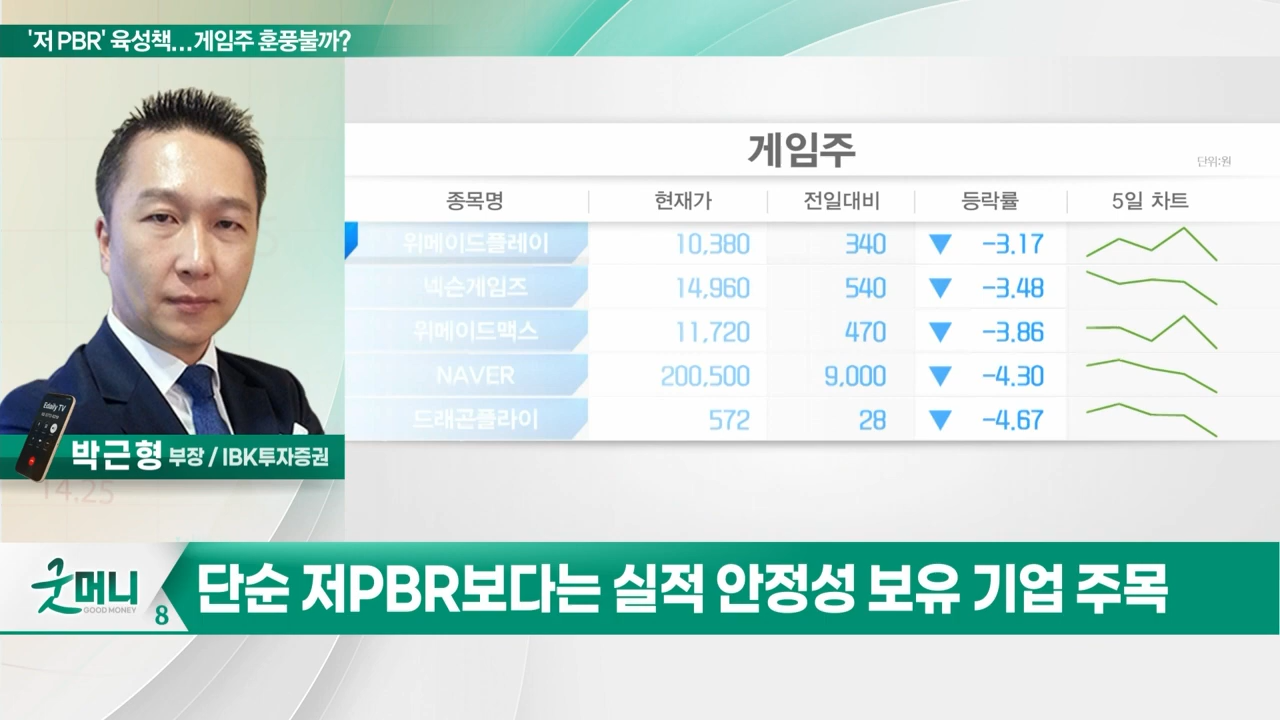 '저 PBR' 육성책...게임주 훈풍불까?
게임주
단위:원
종목명 현재가 전일대비 등락률 5일 차트
위메이드플레이 10,380 340 ▼ -3.17
넥슨게임즈 14,960 540 ▼ -3.48
위메이드맥스 11,720 470 ▼ -3.86
NAVER 200,500 9,000 ▼ -4.30
드래곤플라이 572 28 ▼ -4.67
Edaily TV
박근형 부장 / IBK투자증권
14.25
굿머니
GOOD MONEY
8
단순 저PBR보다는 실적 안정성 보유 기업 주목